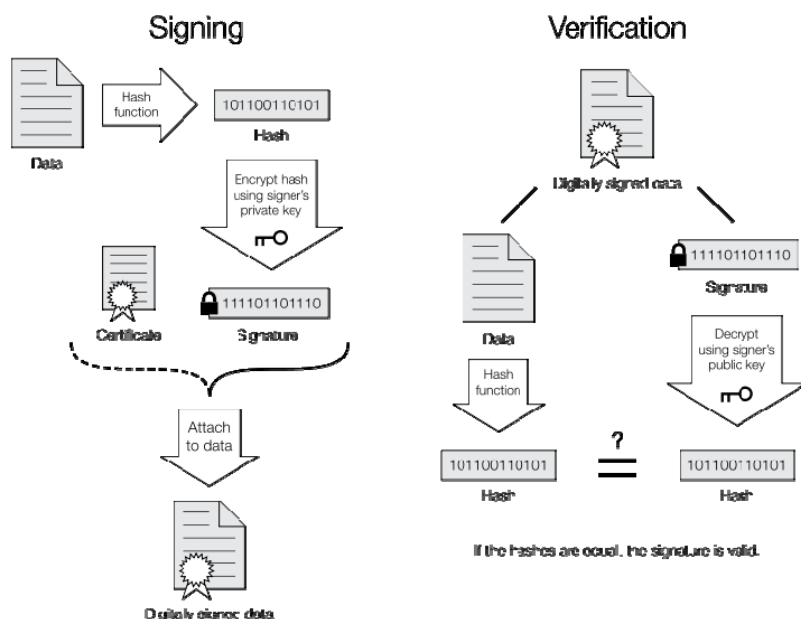 Signing
Hash
function
101100110101
Hash
Data
Encrypt hash
using signer's
private key
111101101110
Certificate
Signature
Attach
to data
Digitally signed data
Verification
Digitally signed data
111101101110
Signature
Data
Hash
function
Decrypt
using signer's
public key
?
101100110101
=
101100110101
Hash
Hash
If the hashes are equal, the signature is valid.